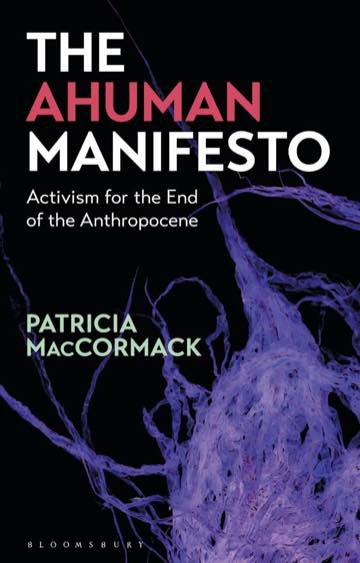 THE
AHUMAN
MANIFESTO
Activism for the End
of the Anthropocene
PATRICIA
MACCORMACK
BLOOMSBURY